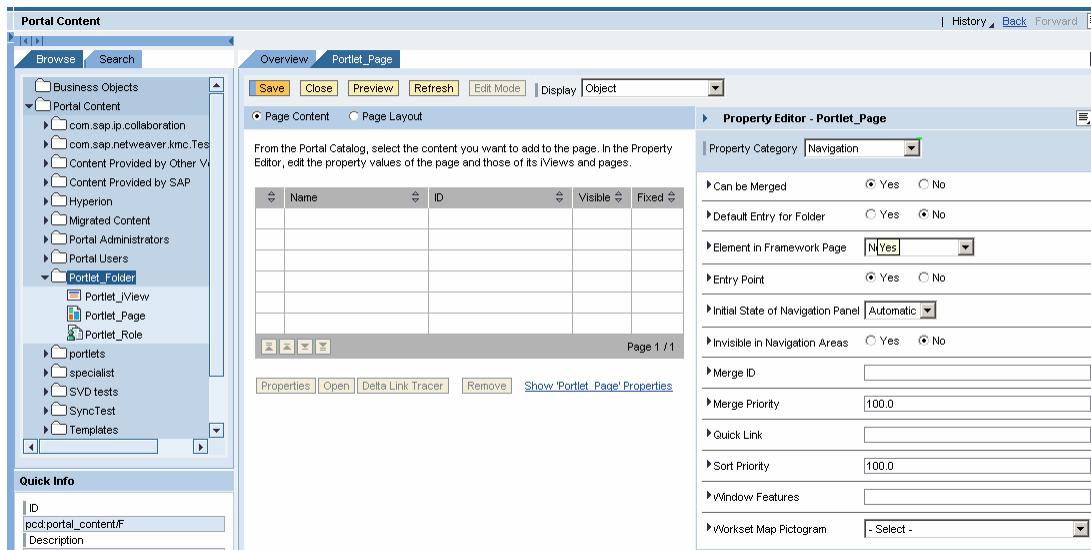 Portal Content
History Back Forward
Browse Search
Business Objects
Portal Content
com.sap.ip.collaboration
com.sap.netweaver.kmc.Tes
Content Provided by Other V
Content Provided by SAP
Hyperion
Migrated Content
Portal Administrators
Portal Users
Portlet_Folder
Portlet_iView
Portlet_Page
Portlet_Role
portlets
specialist
SVD tests
SyncTest
Templates
Quick Info
ID
pcd:portal_content/F
Description
Overview Portlet_Page
Save Close Preview Refresh Edit Mode Display Object
Page Content Page Layout
From the Portal Catalog, select the content you want to add to the page. In the Property
Editor, edit the property values of the page and those of its iViews and pages.
Name ID Visible Fixed
Page 1 / 1
Properties Open Delta Link Tracer Remove Show 'Portlet_Page' Properties
Property Editor - Portlet_Page
Property Category Navigation
Can be Merged Yes No
Default Entry for Folder Yes No
Element in Framework Page Yes
Entry Point Yes No
Initial State of Navigation Panel Automatic
Invisible in Navigation Areas Yes No
Merge ID
Merge Priority 100.0
Quick Link
Sort Priority 100.0
Window Features
Workset Map Pictogram - Select -